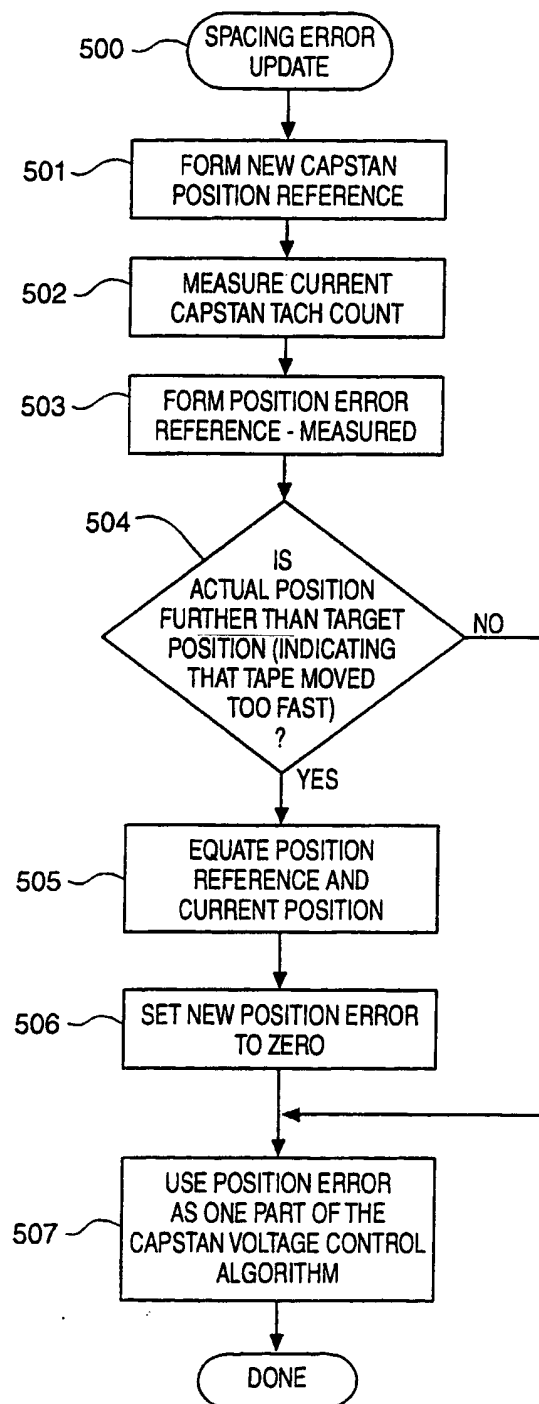 500
SPACING ERROR
UPDATE
501
FORM NEW CAPSTAN
POSITION REFERENCE
502
MEASURE CURRENT
CAPSTAN TACH COUNT
503
FORM POSITION ERROR
REFERENCE - MEASURED
504
IS
ACTUAL POSITION
FURTHER THAN TARGET
POSITION (INDICATING
THAT TAPE MOVED
TOO FAST)
?
NO
YES
505
EQUATE POSITION
REFERENCE AND
CURRENT POSITION
506
SET NEW POSITION ERROR
TO ZERO
507
USE POSITION ERROR
AS ONE PART OF THE
CAPSTAN VOLTAGE CONTROL
ALGORITHM
DONE